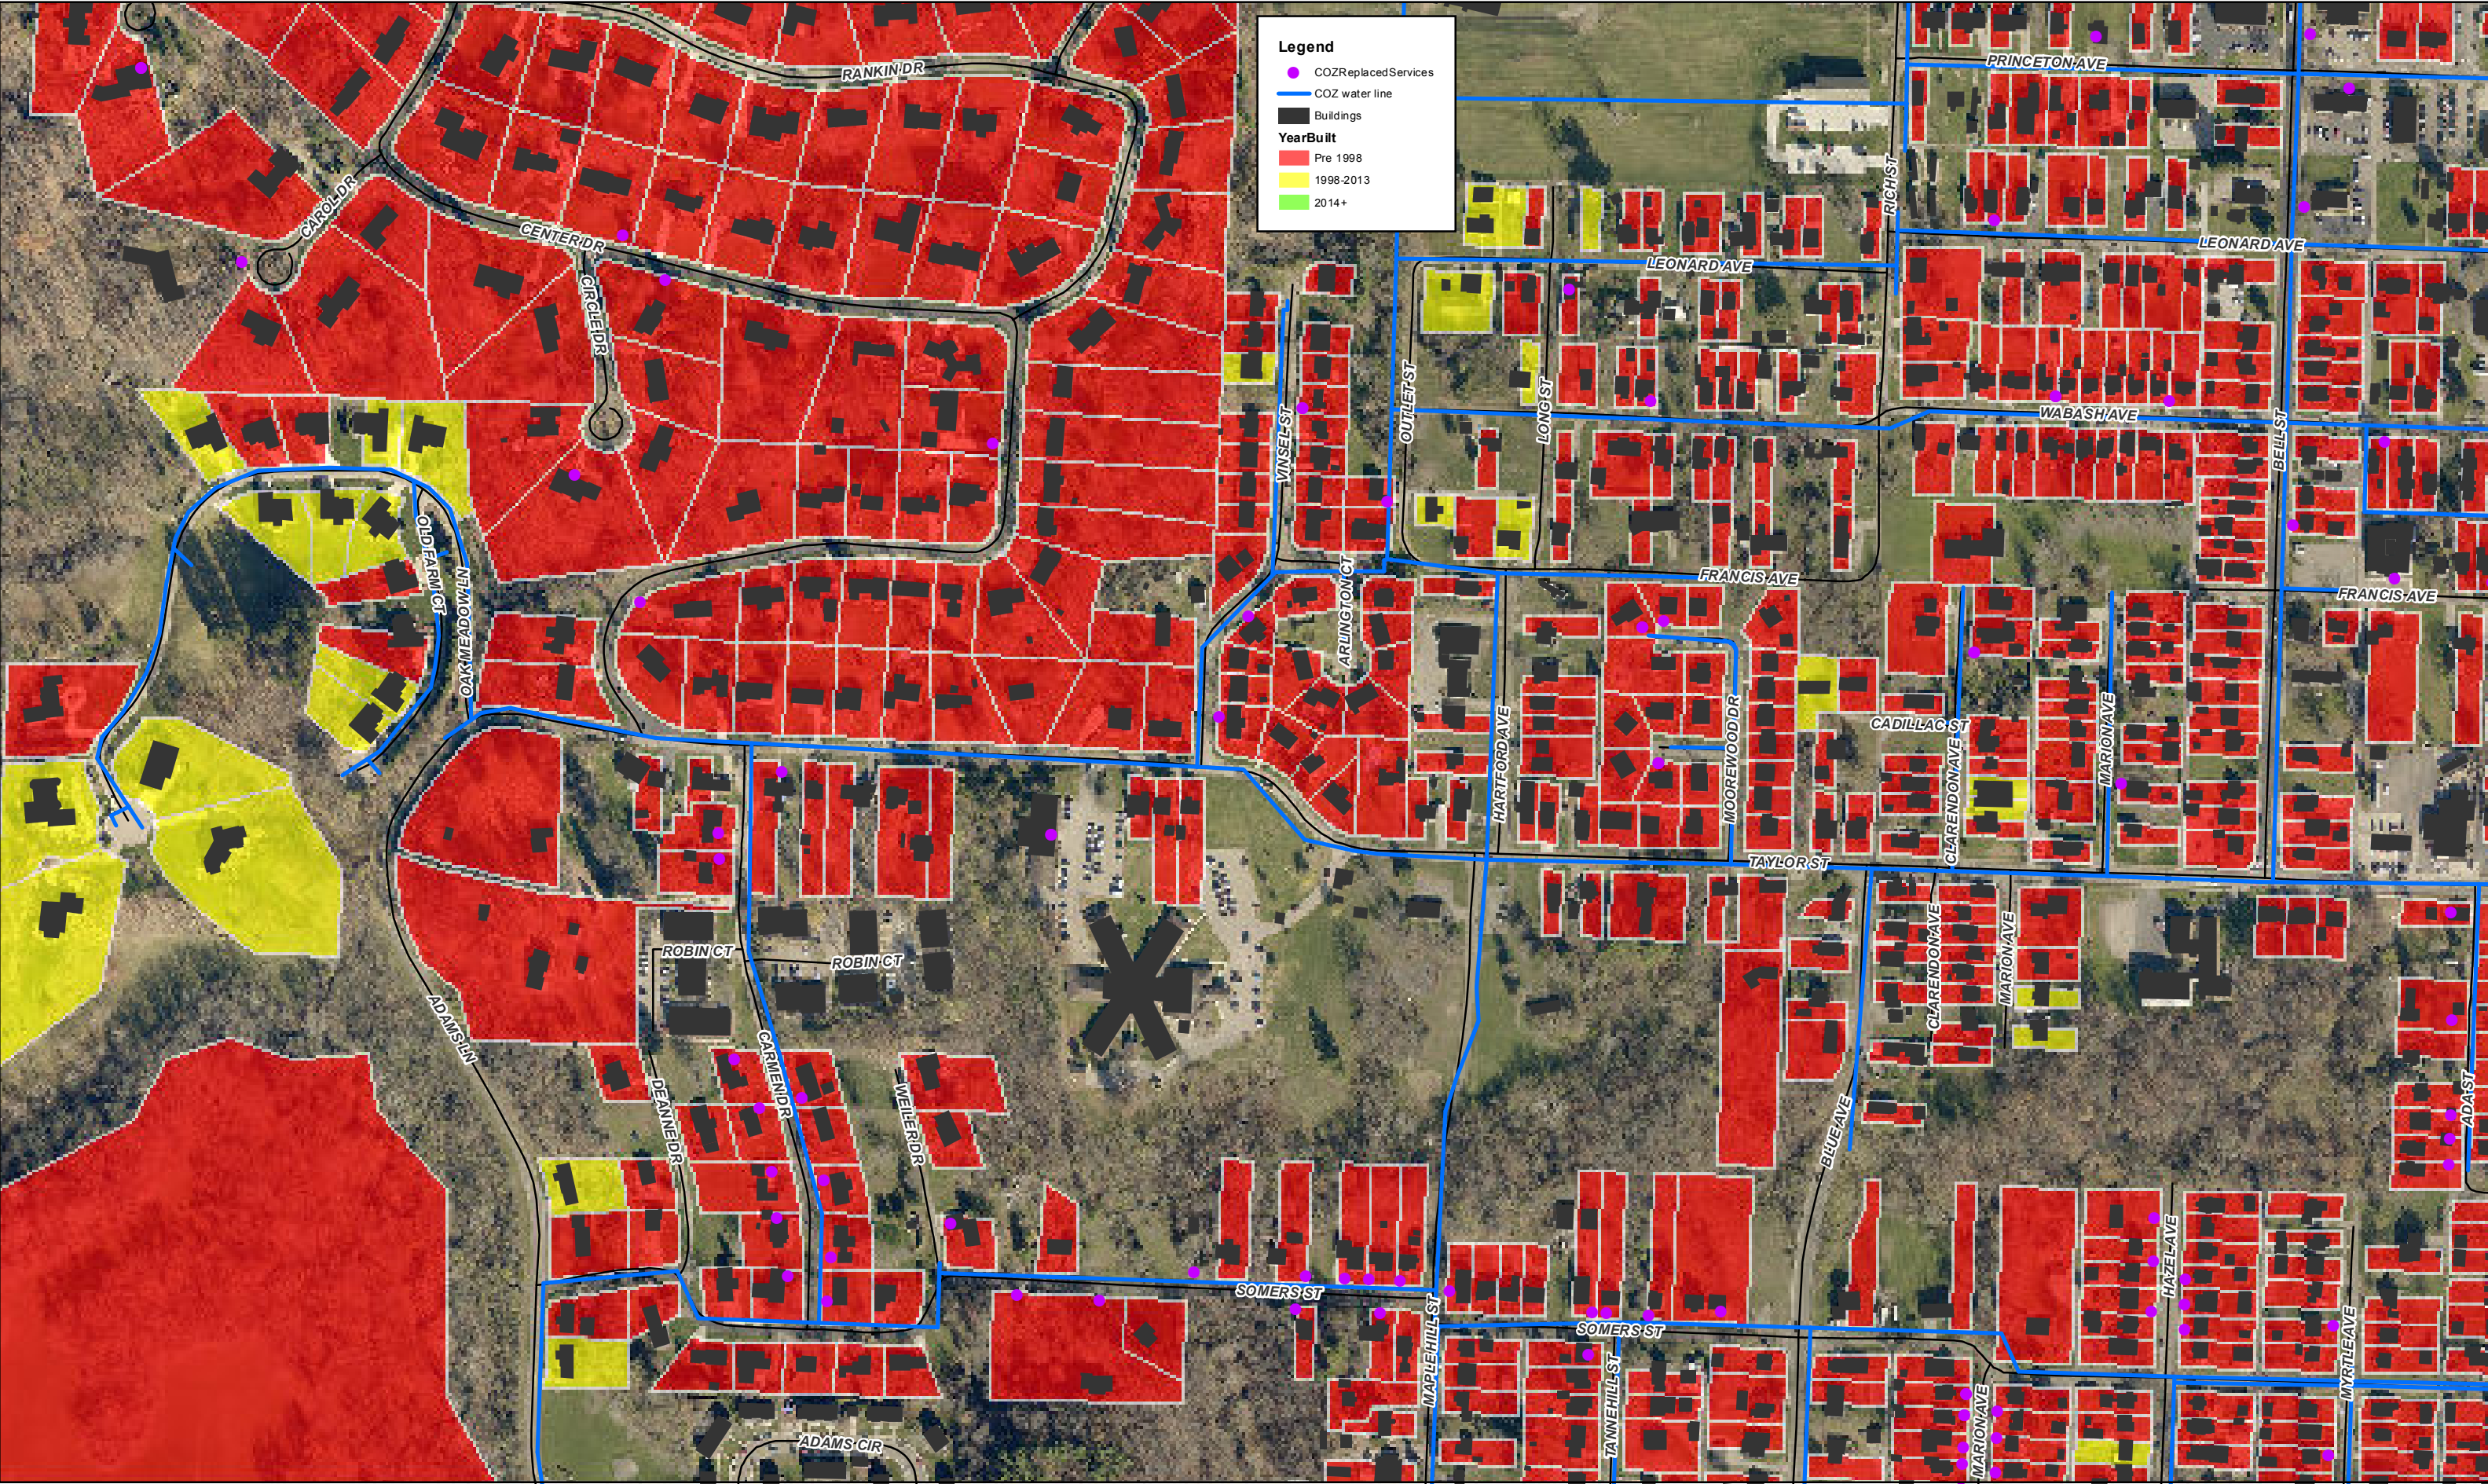 Legend
COZReplacedServices
COZ water line
Buildings
YearBuilt
Pre 1998
1998-2013
2014+
RANKIN DR
PRINCETON AVE
CAROL DR
CENTER DR
CIRCLE DR
RICH ST
LEONARD AVE
LEONARD AVE
VINSEL ST
OUTLET ST
LONG ST
WABASH AVE
BELL ST
OLD FARM CT
OAK MEADOW LN
ARLINGTON CT
FRANCIS AVE
FRANCIS AVE
HARTFORD AVE
MOOREWOOD DR
CADILLAC ST
CLARENDON AVE
MARION AVE
TAYLOR ST
ROBIN CT
ROBIN CT
ADAMS LN
CARMEN DR
DEANNE DR
WEILER DR
CLARENDON AVE
MARION AVE
BLUE AVE
ADA ST
SOMERS ST
SOMERS ST
MAPLE HILL ST
TANNEHILL ST
HAZEL AVE
MYRTLE AVE
MARION AVE
ADAMS CIR